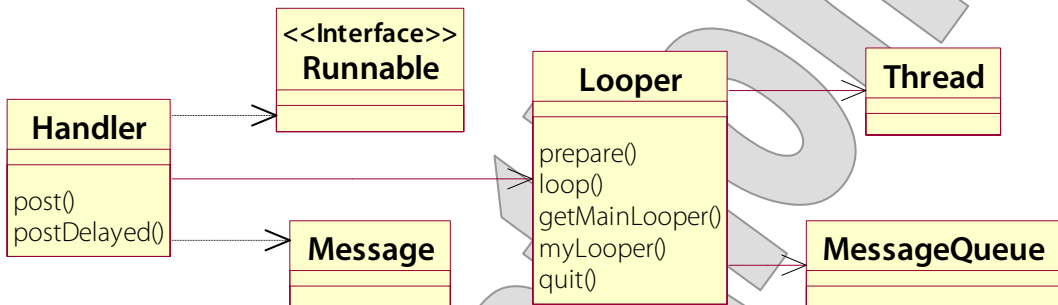 <<Interface>>
Runnable
Handler
post()
postDelayed()
Message
Looper
prepare()
loop()
getMainLooper()
myLooper()
quit()
Thread
MessageQueue